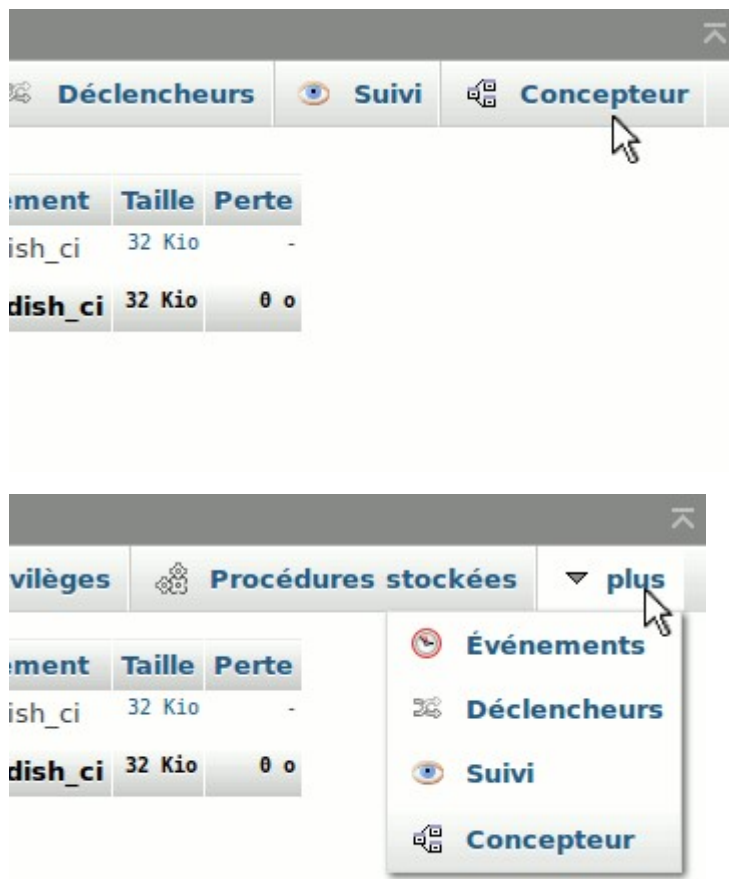 Déclencheurs Suivi Concepteur
ement Taille Perte
ish_ci 32 Kio -
dish_ci 32 Kio 0 o
vilèges Procédures stockées plus
Événements
ement Taille Perte
Déclencheurs
ish_ci 32 Kio -
dish_ci 32 Kio 0 o
Suivi
Concepteur